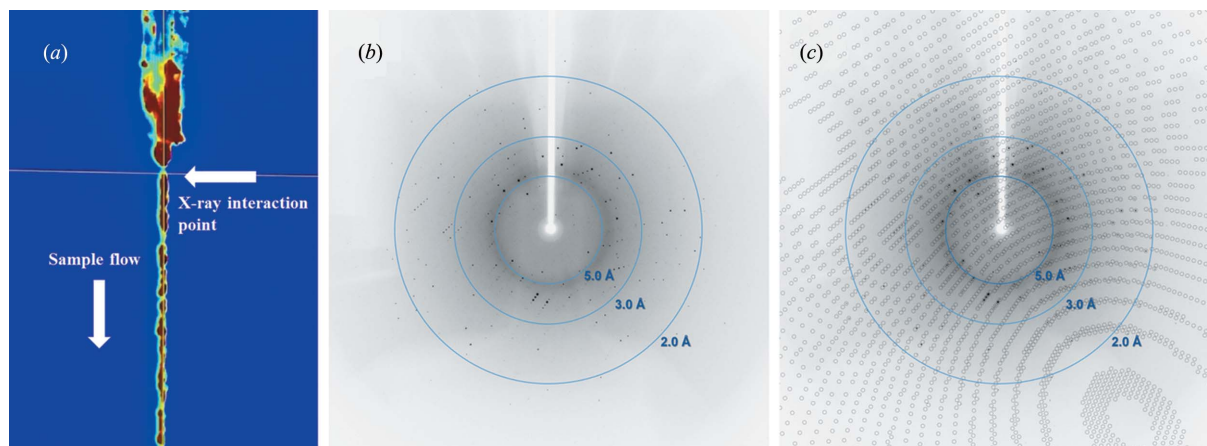 (a)
X-ray interaction
point
Sample flow
(b)
5.0 Å
3.0 Å
2.0 Å
(c)
5.0 Å
3.0 Å
2.0 Å